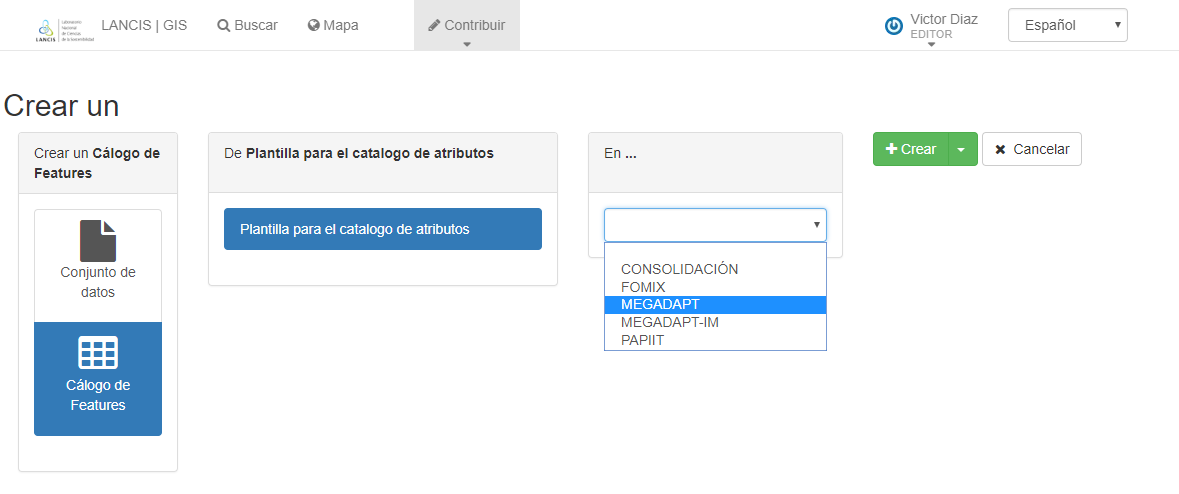 LANCIS
Laboratorio
Nacional
de Ciencias
de la Sostenibilidad
LANCIS | GIS
Buscar
Mapa
Contribuir
Victor Diaz
EDITOR
Español
Crear un
Crear un Cálogo de
Features
De Plantilla para el catalogo de atributos
En ...
Crear
Cancelar
Conjunto de
datos
Cálogo de
Features
Plantilla para el catalogo de atributos
CONSOLIDACIÓN
FOMIX
MEGADAPT
MEGADAPT-IM
PAPIIT